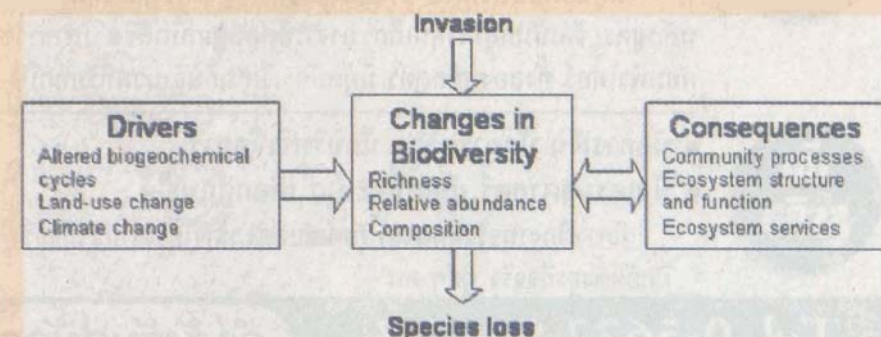 Invasion
Drivers
Altered biogeochemical
cycles
Land-use change
Climate change
Changes in
Biodiversity
Richness
Relative abundance
Composition
Consequences
Community processes
Ecosystem structure
and function
Ecosystem services
Species loss